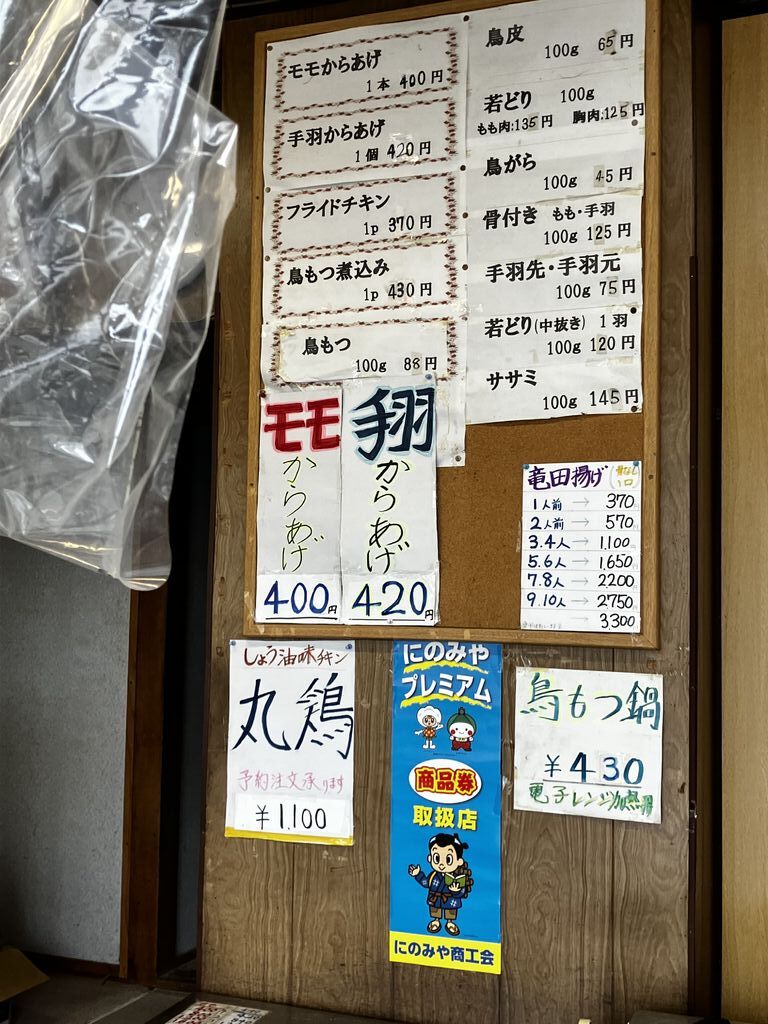 モモからあげ
1本 400円
手羽からあげ
1個 420円
フライドチキン
1p 370円
鳥もつ煮込み
1p 430円
鳥もつ
100g 88円
鳥皮
100g 65円
若どり 100g
もも肉:135円 胸肉:125円
鳥がら
100g 45円
骨付き もも・手羽
100g 125円
手羽先・手羽元
100g 75円
若どり(中抜き) 1羽
100g 120円
ササミ
100g 145円
モモ
からあげ
400円
羽
からあげ
420円
竜田揚げ
1人前 → 370
2人前 → 570
3.4人 → 1,100
5.6人 → 1,650
7.8人 → 2200
9.10人 → 2750
→ 3,300
しょう油味チキン
丸鶏
予約注文承ります
¥1,100
にのみや
プレミアム
商品券
取扱店
にのみや商工会
鳥もつ鍋
¥430
電子レンジ加熱用